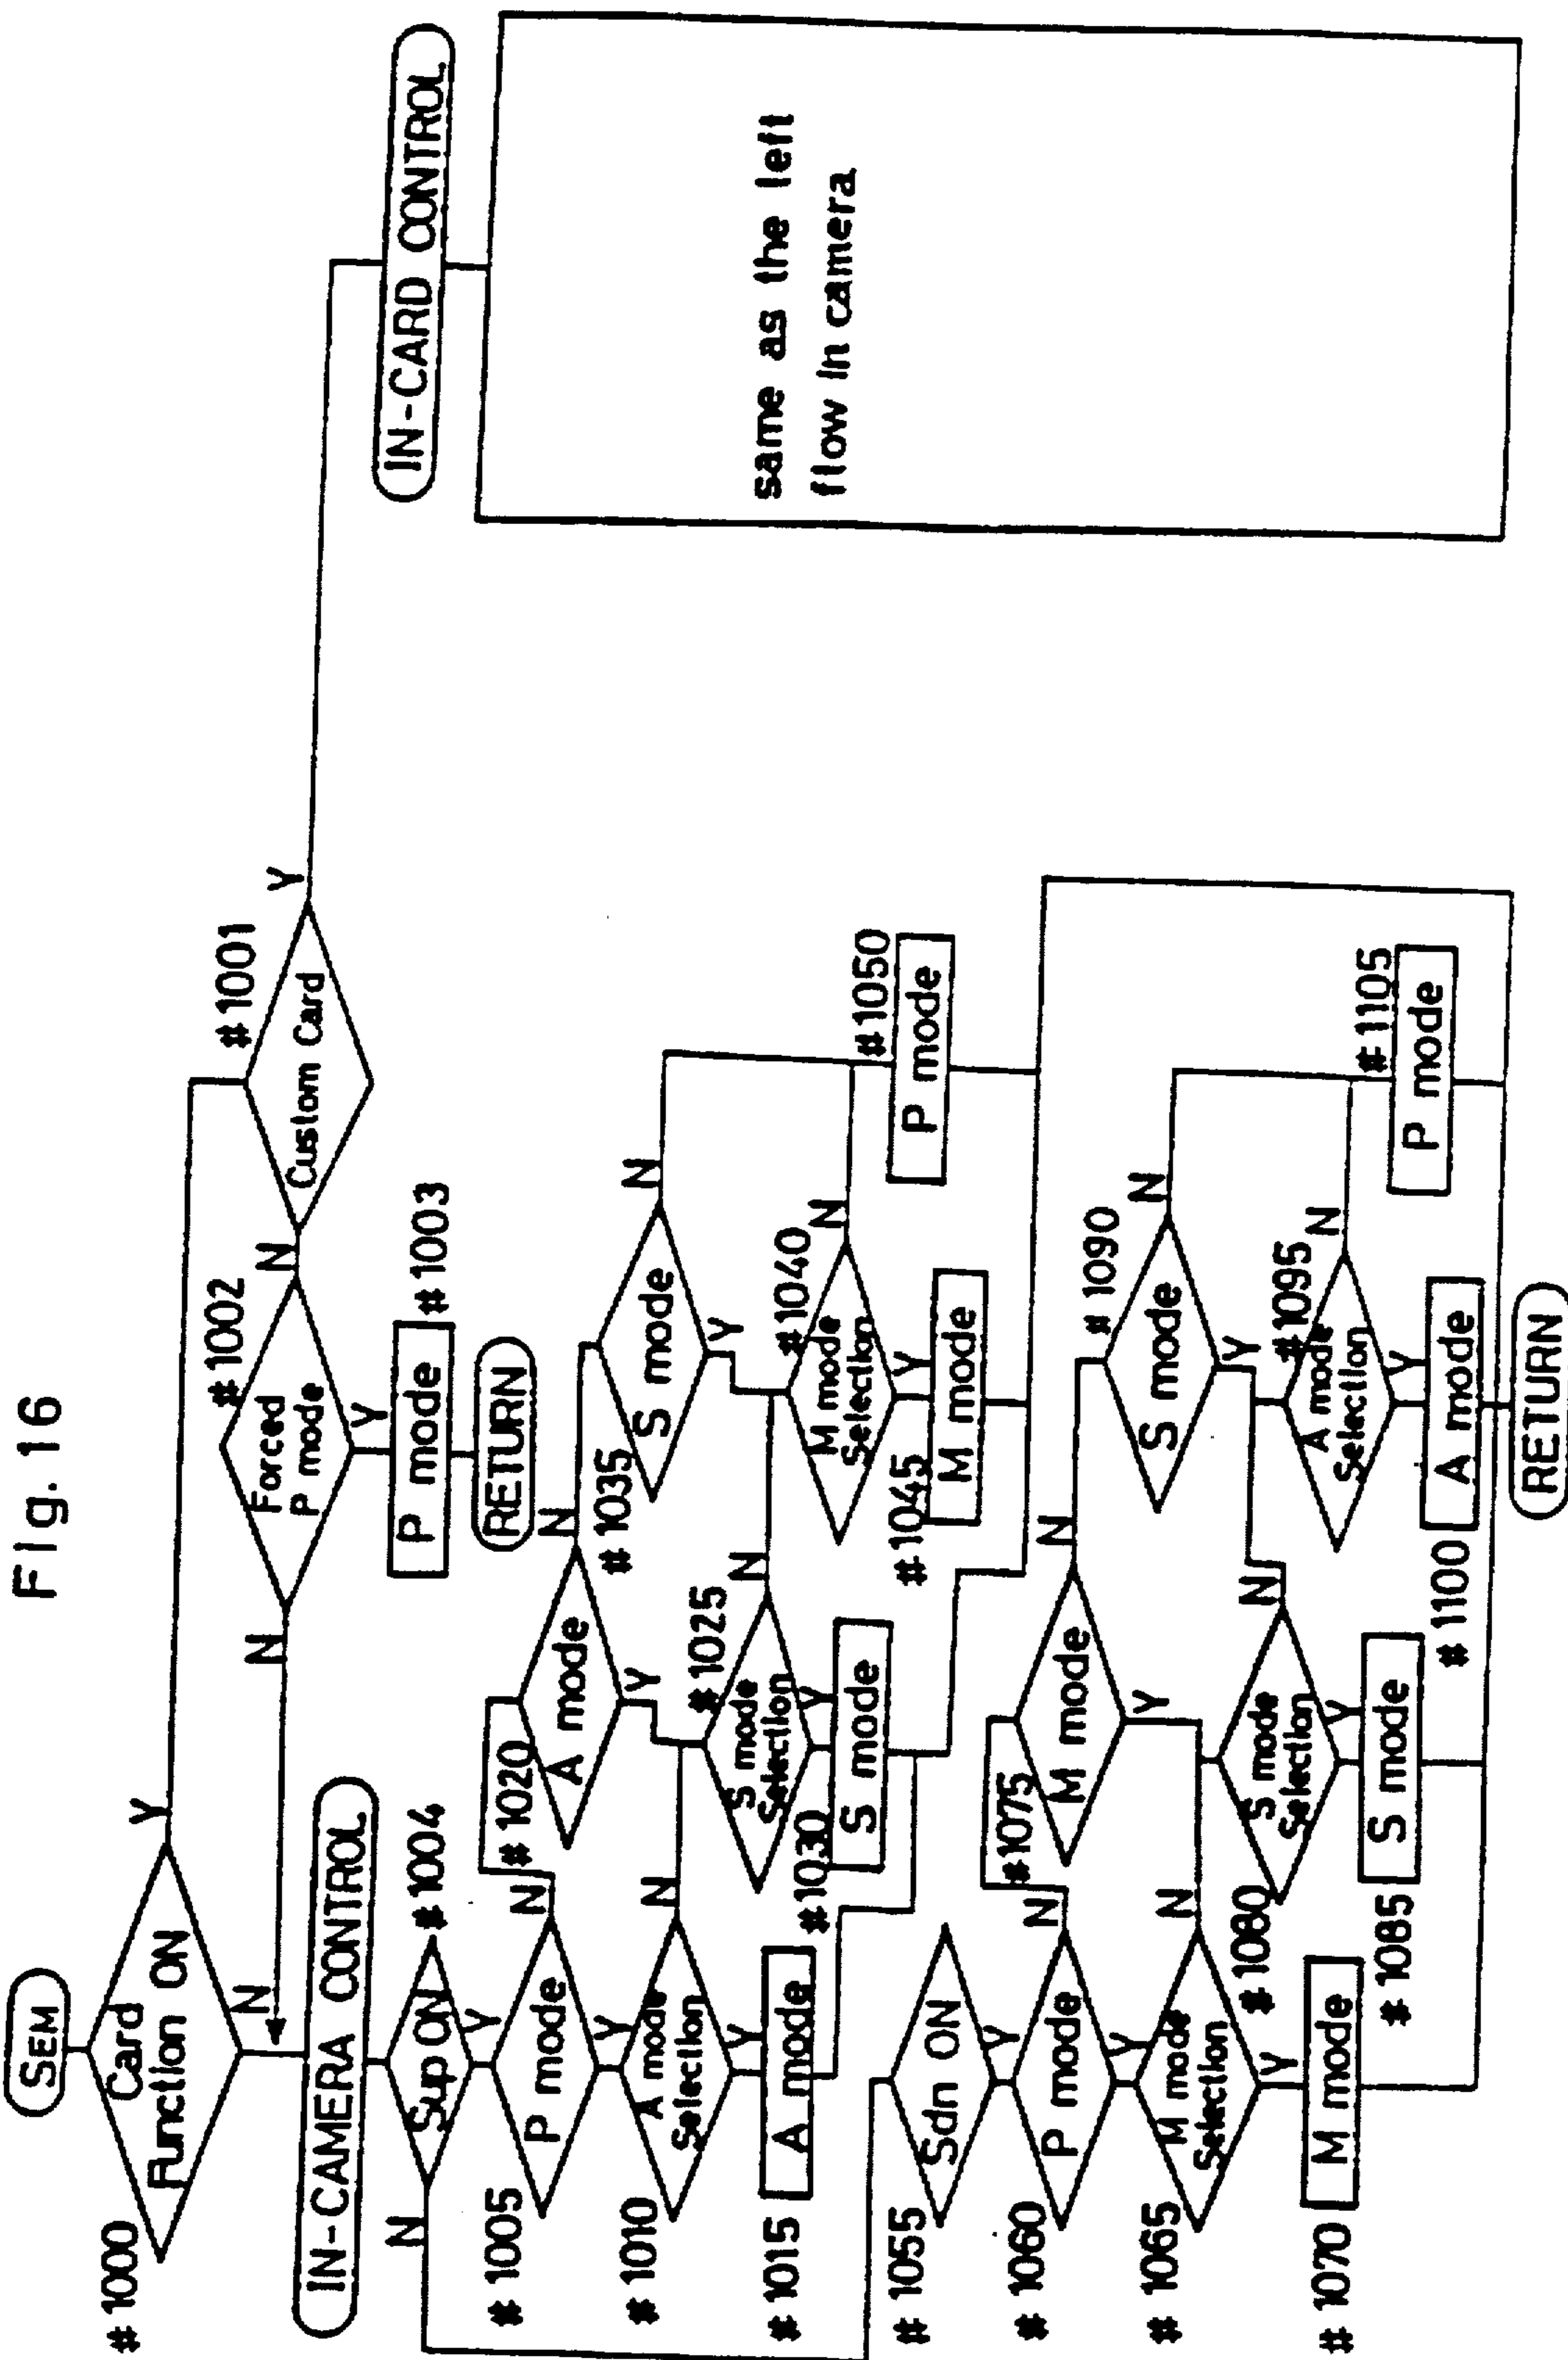 Fig. 16
SEM
#1000
Card
Function ON
Y
N
#1001
Custom Card
Y
N
#1002
Forced
P mode
N
Y
P mode
#1003
RETURN
IN-CAMERA CONTROL
IN-CARD CONTROL
same as the left
flow in camera
#1004
Sup ON
N
Y
#1005
P mode
N
Y
#1010
A mode
Selection
N
Y
#1015
A mode
#1020
A mode
N
Y
#1025
S mode
Selection
N
Y
#1030
S mode
#1035
S mode
N
Y
#1040
M mode
Selection
N
Y
#1045
M mode
#1050
P mode
#1055
Sdn ON
Y
#1060
P mode
N
Y
#1065
M mode
Selection
N
Y
#1070
M mode
#1075
M mode
N
Y
#1080
S mode
Selection
N
Y
#1085
S mode
#1090
S mode
N
Y
#1095
A mode
Selection
N
Y
#1100
A mode
#1105
P mode
RETURN